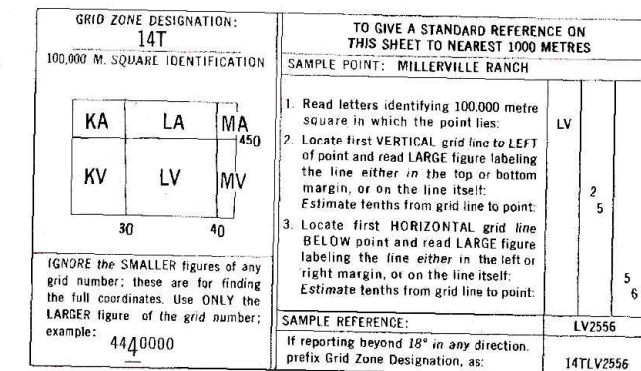 GRID ZONE DESIGNATION:
14T
100,000 M. SQUARE IDENTIFICATION
KA LA MA
450
KV LV MV
30 40
IGNORE the SMALLER figures of any
grid number; these are for finding
the full coordinates. Use ONLY the
LARGER figure of the grid number;
example:
4440000
TO GIVE A STANDARD REFERENCE ON
THIS SHEET TO NEAREST 1000 METRES
SAMPLE POINT: MILLERVILLE RANCH
1. Read letters identifying 100,000 metre
square in which the point lies: LV
2. Locate first VERTICAL grid line to LEFT
of point and read LARGE figure labeling
the line either in the top or bottom
margin, or on the line itself: 2
Estimate tenths from grid line to point: 5
3. Locate first HORIZONTAL grid line
BELOW point and read LARGE figure
labeling the line either in the left or
right margin, or on the line itself: 5
Estimate tenths from grid line to point: 6
SAMPLE REFERENCE: LV2556
If reporting beyond 18° in any direction,
prefix Grid Zone Designation, as: 14TLV2556